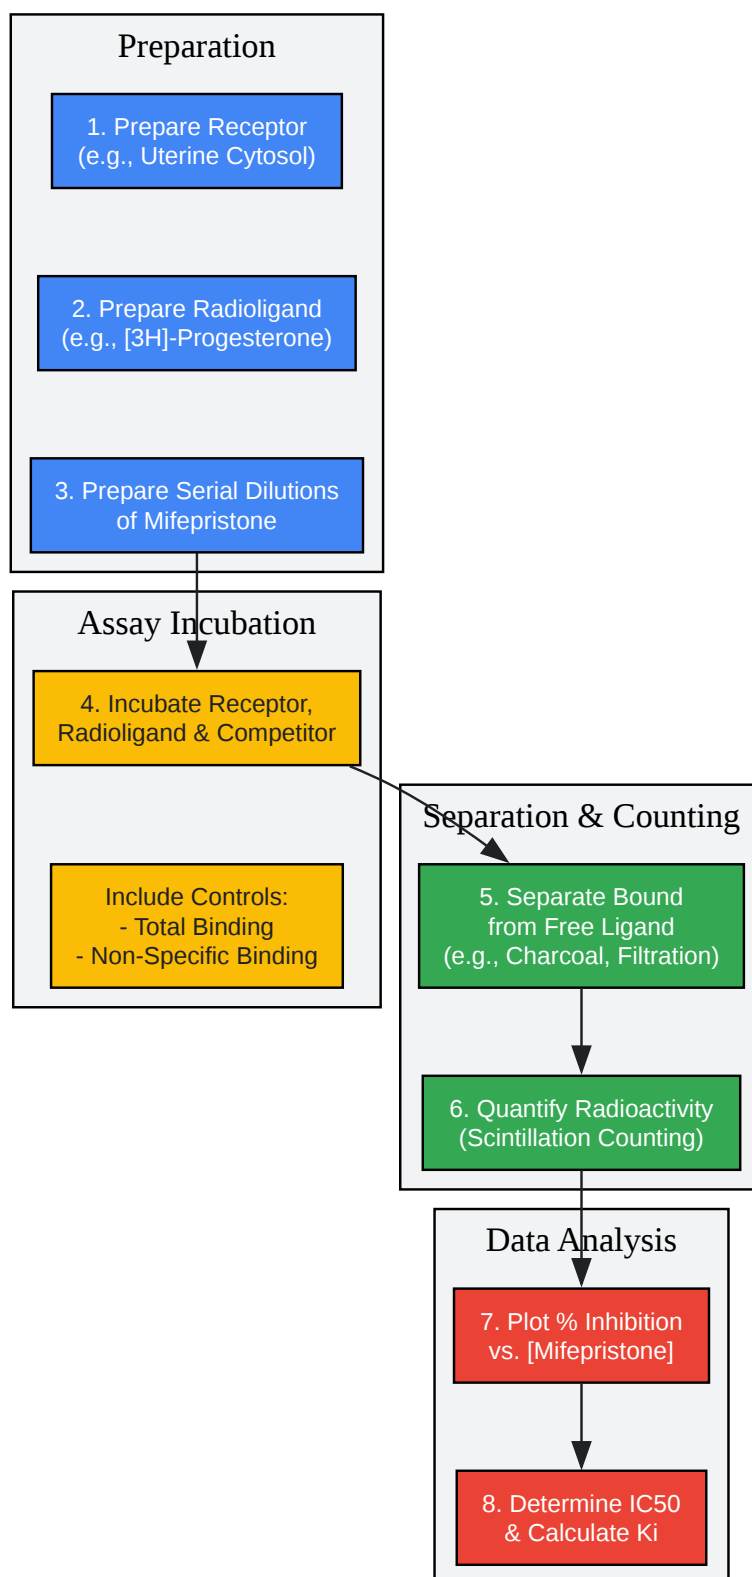 Preparation
1. Prepare Receptor
(e.g., Uterine Cytosol)
2. Prepare Radioligand
(e.g., [3H]-Progesterone)
3. Prepare Serial Dilutions
of Mifepristone
Assay Incubation
4. Incubate Receptor,
Radioligand & Competitor
Include Controls:
- Total Binding
- Non-Specific Binding
Separation & Counting
5. Separate Bound
from Free Ligand
(e.g., Charcoal, Filtration)
6. Quantify Radioactivity
(Scintillation Counting)
Data Analysis
7. Plot % Inhibition
vs. [Mifepristone]
8. Determine IC50
& Calculate Ki